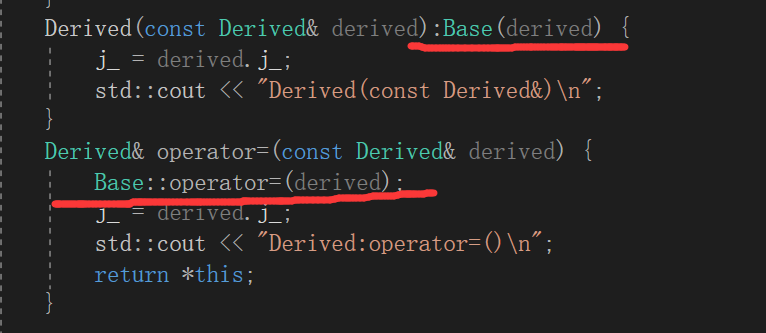 }
Derived(const Derived& derived):Base(derived) {
    j_ = derived.j_;
    std::cout << "Derived(const Derived&)\n";
}
Derived& operator=(const Derived& derived) {
    Base::operator=(derived);
    j_ = derived.j_;
    std::cout << "Derived:operator=()\n";
    return *this;
}